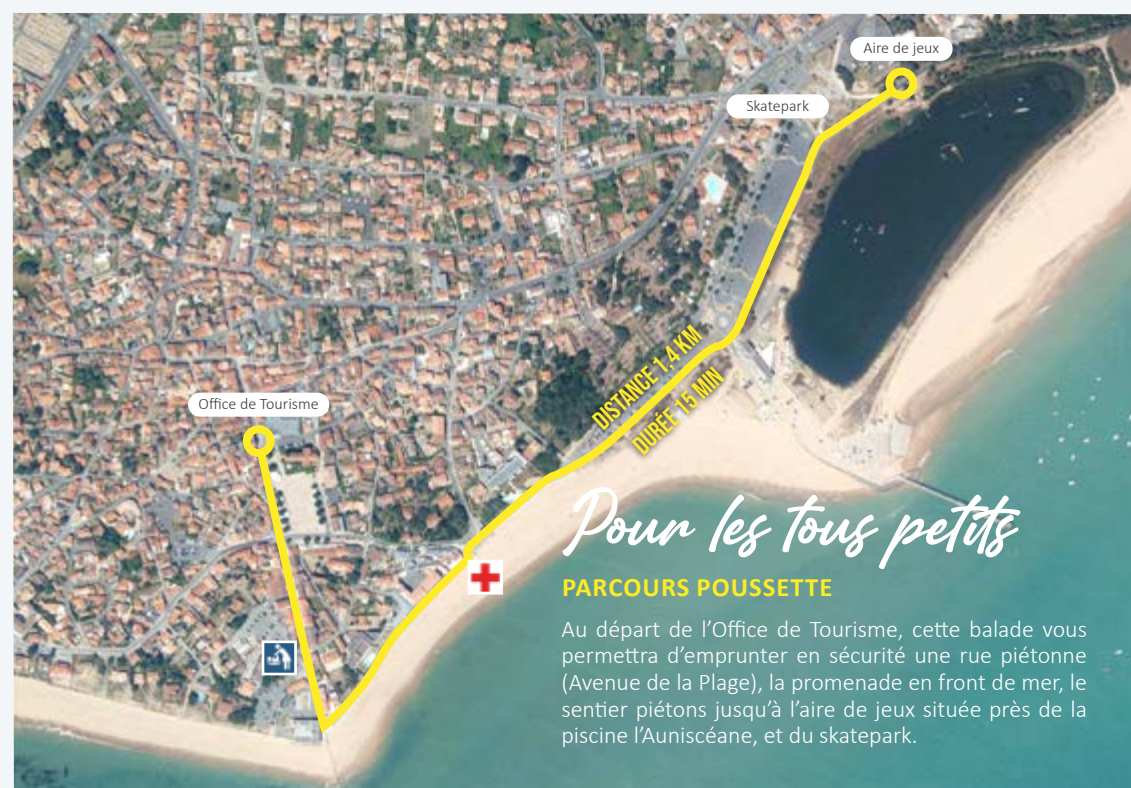 Aire de jeux
Skatepark
DISTANCE 1,4 KM
DURÉE 15 MIN
Office de Tourisme
Pour les tous petits
PARCOURS POUSSETTE
Au départ de l’Office de Tourisme, cette balade vous
permettra d’emprunter en sécurité une rue piétonne
(Avenue de la Plage), la promenade en front de mer, le
sentier piétons jusqu’à l’aire de jeux située près de la
piscine l’Auniscéane, et du skatepark.